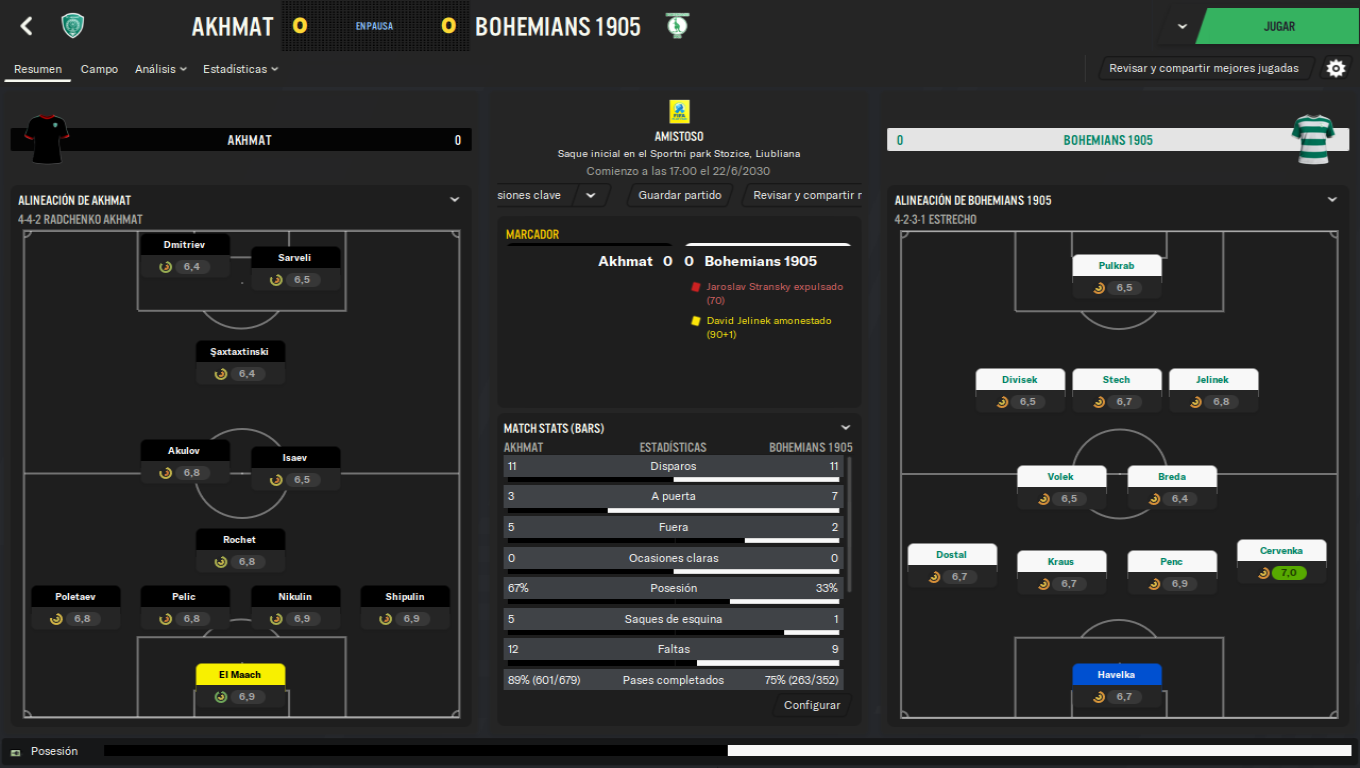 AKHMAT 0 EN PAUSA 0 BOHEMIANS 1905
JUGAR
Resumen Campo Análisis Estadísticas
Revisar y compartir mejores jugadas
AKHMAT 0
ALINEACIÓN DE AKHMAT
4-4-2 RADCHENKO AKHMAT
Dmitriev
6,4
Sarveli
6,5
Şaxtaxtinski
6,4
Akulov
6,8
Isaev
6,5
Rochet
6,8
Poletaev
6,8
Pelic
6,8
Nikulin
6,9
Shipulin
6,9
El Maach
6,9
FIFA
AMISTOSO
Saque inicial en el Sportni park Stozice, Liubliana
Comienzo a las 17:00 el 22/6/2030
siones clave
Guardar partido
Revisar y compartir r
MARCADOR
Akhmat 0 0 Bohemians 1905
Jaroslav Stransky expulsado
(70)
David Jelinek amonestado
(90+1)
MATCH STATS (BARS)
AKHMAT ESTADÍSTICAS BOHEMIANS 1905
11 Disparos 11
3 A puerta 7
5 Fuera 2
0 Ocasiones claras 0
67% Posesión 33%
5 Saques de esquina 1
12 Faltas 9
89% (601/679) Pases completados 75% (263/352)
Configurar
0 BOHEMIANS 1905
ALINEACIÓN DE BOHEMIANS 1905
4-2-3-1 ESTRECHO
Pulkrab
6,5
Divisek
6,5
Stech
6,7
Jelinek
6,8
Volek
6,5
Breda
6,4
Dostal
6,7
Kraus
6,7
Penc
6,9
Cervenka
7,0
Havelka
6,7
Posesión